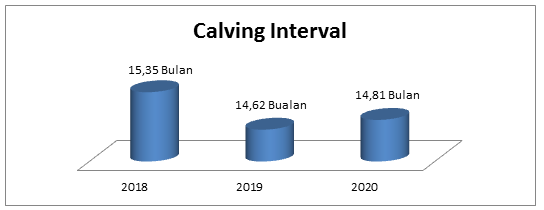 Calving Interval
15,35 Bulan
14,62 Bualan
14,81 Bulan
2018
2019
2020